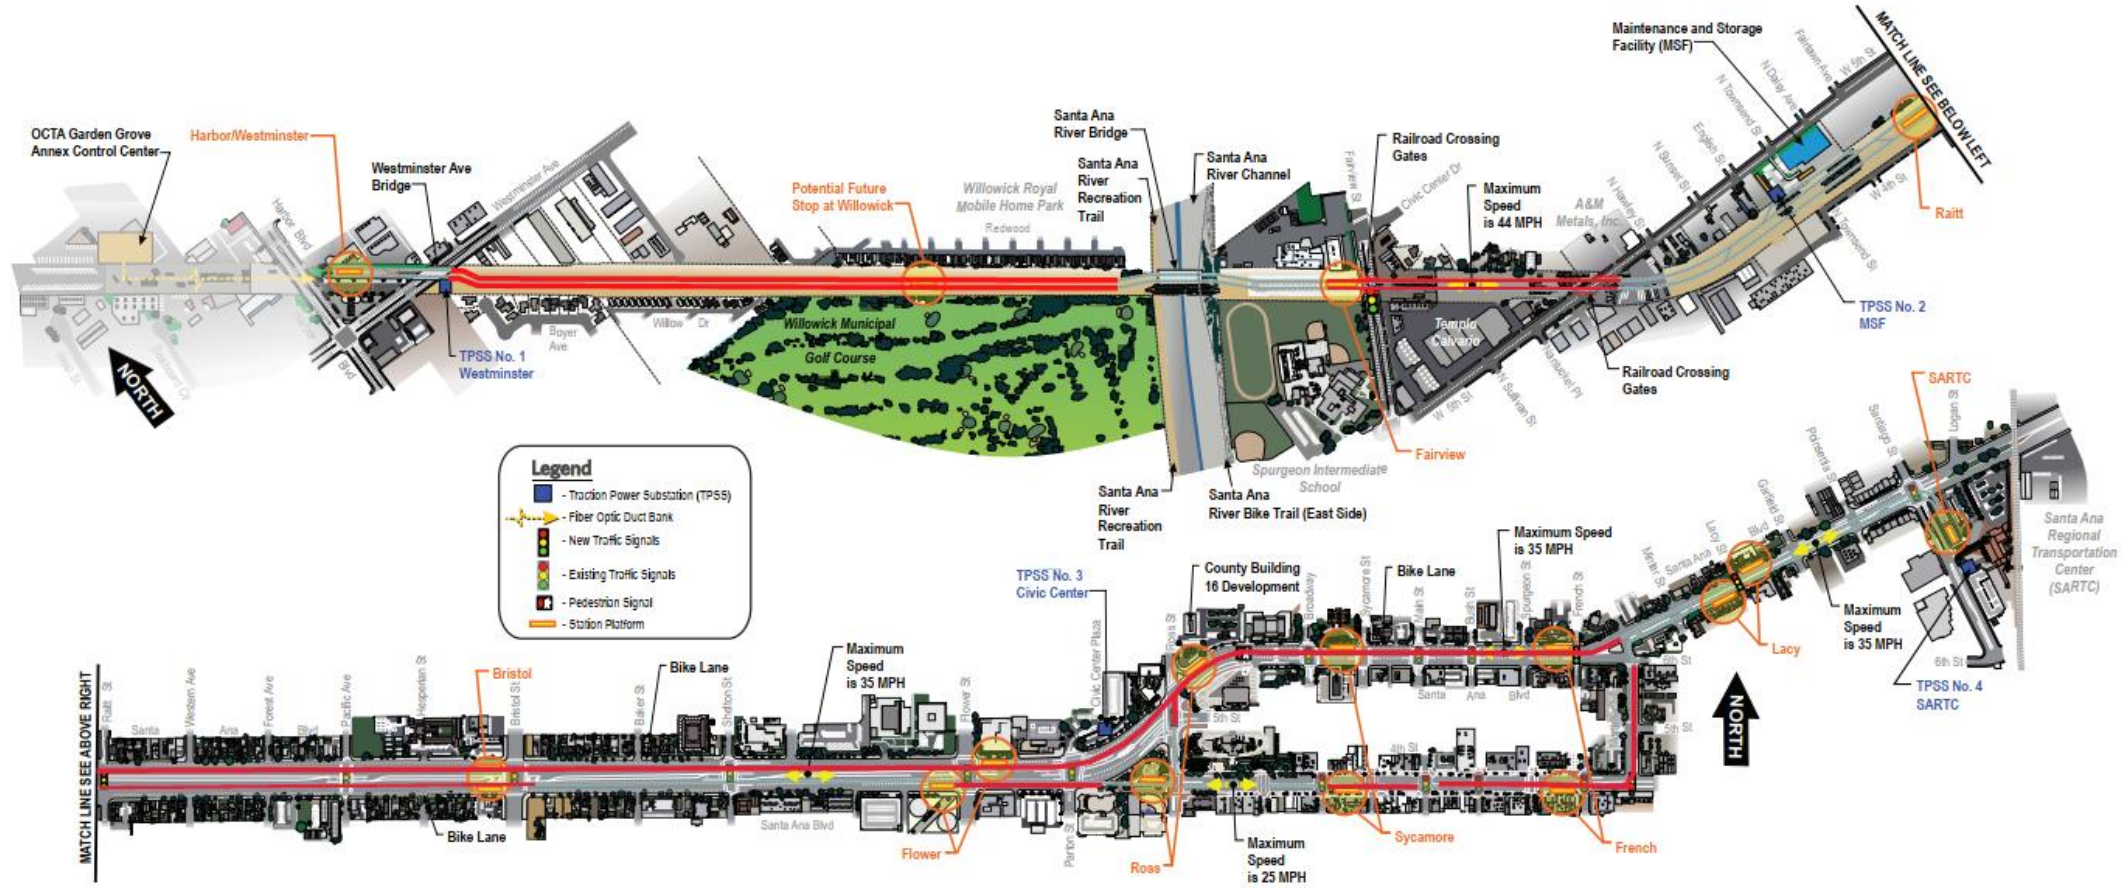 MATCH LINE SEE BELOW LEFT
Maintenance and Storage
Facility (MSF)
Fairlawn Ave
W 5th St
N Daisy Ave
N Townsend St
English St
N Sunset St
N Hawley St
W 4th St
N Townsend St
Raitt
OCTA Garden Grove
Annex Control Center
Harbor/Westminster
Harbor Blvd
Westminster Ave
Bridge
Westminster Ave
Potential Future
Stop at Willowick
Willowick Royal
Mobile Home Park
Redwood
Santa Ana
River Bridge
Santa Ana
River
Recreation
Trail
Santa Ana
River Channel
Fairview St
Railroad Crossing
Gates
Civic Center Dr
Maximum
Speed
is 44 MPH
A&M
Metals, Inc.
TPSS No. 2
MSF
NORTH
Blvd
TPSS No. 1
Westminster
Boyer
Ave
Willow Dr
Willowick Municipal
Golf Course
Templo
Calvario
W 5th St
N Sullivan St
Nantucket Pl
Railroad Crossing
Gates
Fairview
Spurgeon Intermediate
School
Santa Ana
River
Recreation
Trail
Santa Ana
River Bike Trail (East Side)
Legend
- Traction Power Substation (TPSS)
- Fiber Optic Duct Bank
- New Traffic Signals
- Existing Traffic Signals
- Pedestrian Signal
- Station Platform
SARTC
Logan St
Santiago St
Poinsettia St
Garfield St
Lacy St
Santa Ana Blvd
Minter St
Santa Ana
Regional
Transportation
Center
(SARTC)
Maximum
Speed
is 35 MPH
Lacy
6th St
TPSS No. 4
SARTC
NORTH
MATCH LINE SEE ABOVE RIGHT
Raitt St
Santa Ana Blvd
Western Ave
Forest Ave
Pacific Ave
Hesperian St
Bristol
Bristol St
Bike Lane
Baker St
Shelton St
Maximum
Speed
is 35 MPH
Flower St
TPSS No. 3
Civic Center
Civic Center Plaza
Ross St
County Building
16 Development
Broadway
Sycamore St
Bike Lane
Main St
Bush St
Maximum Speed
is 35 MPH
Spurgeon St
French St
6th St
5th St
5th St
Santa Ana Blvd
4th St
Bike Lane
Santa Ana Blvd
Flower
Parton St
Ross
Maximum
Speed
is 25 MPH
Sycamore
French